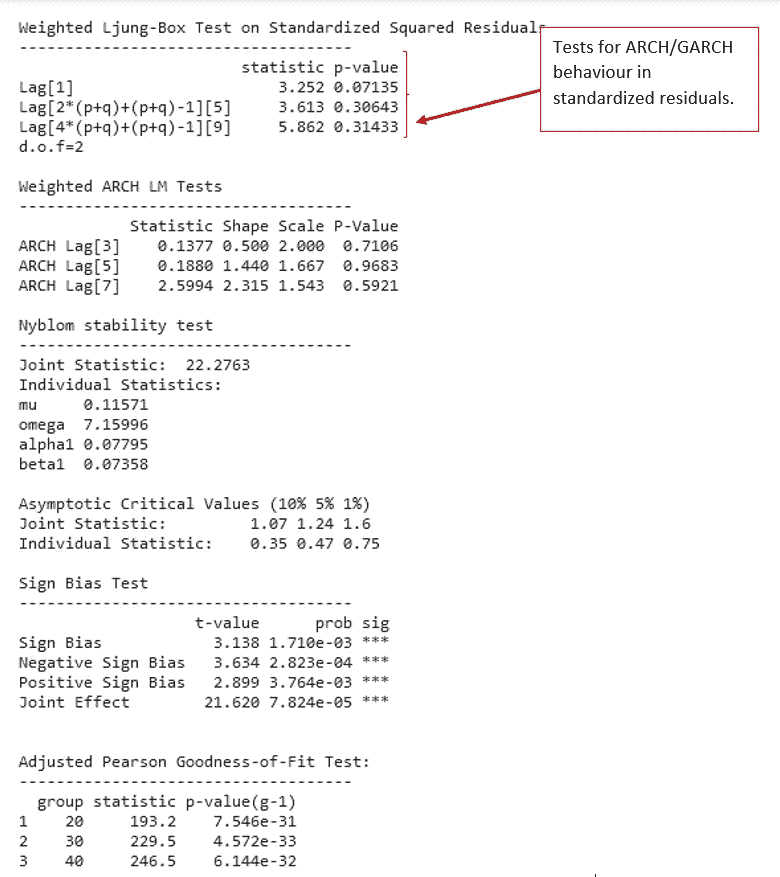 Weighted Ljung-Box Test on Standardized Squared Residuals
------------------------------------
statistic p-value
Lag[1] 3.252 0.07135
Lag[2*(p+q)+(p+q)-1][5] 3.613 0.30643
Lag[4*(p+q)+(p+q)-1][9] 5.862 0.31433
d.o.f=2
Tests for ARCH/GARCH
behaviour in
standardized residuals.
Weighted ARCH LM Tests
------------------------------------
Statistic Shape Scale P-Value
ARCH Lag[3] 0.1377 0.500 2.000 0.7106
ARCH Lag[5] 0.1880 1.440 1.667 0.9683
ARCH Lag[7] 2.5994 2.315 1.543 0.5921
Nyblom stability test
------------------------------------
Joint Statistic: 22.2763
Individual Statistics:
mu 0.11571
omega 7.15996
alpha1 0.07795
beta1 0.07358
Asymptotic Critical Values (10% 5% 1%)
Joint Statistic: 1.07 1.24 1.6
Individual Statistic: 0.35 0.47 0.75
Sign Bias Test
------------------------------------
t-value prob sig
Sign Bias 3.138 1.710e-03 ***
Negative Sign Bias 3.634 2.823e-04 ***
Positive Sign Bias 2.899 3.764e-03 ***
Joint Effect 21.620 7.824e-05 ***
Adjusted Pearson Goodness-of-Fit Test:
------------------------------------
group statistic p-value(g-1)
1 20 193.2 7.546e-31
2 30 229.5 4.572e-33
3 40 246.5 6.144e-32